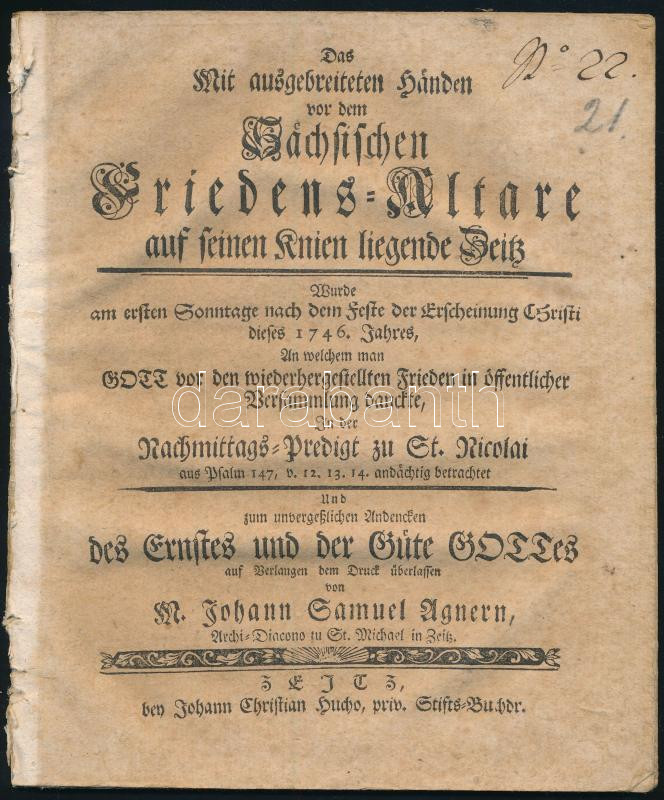 Das
Nº 22.
Mit ausgebreiteten Händen
21.
vor dem
Sächsischen
Friedens-Altare
auf seinen Knien liegende Zeitz
Wurde
am ersten Sonntage nach dem Feste der Erscheinung CHristi
dieses 1746. Jahres,
An welchem man
GOTT vor den wiederhergestellten Frieden in öffentlicher
Versammlung danckte,
darabanth
In der
Nachmittags-Predigt zu St. Nicolai
aus Psalm 147, v. 12. 13. 14. andächtig betrachtet
Und
zum unvergeßlichen Andencken
des Ernstes und der Güte GOTTes
auf Verlangen dem Druck überlassen
von
M. Johann Samuel Agnern,
Archi-Diacono zu St. Michael in Zeitz.
ZEITZ,
bey Johann Christian Hucho, priv. Stifts-Buchdr.